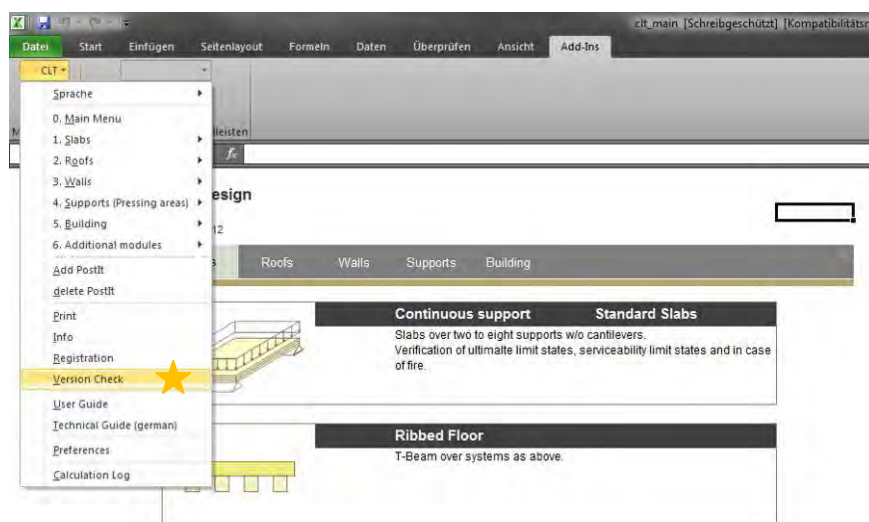 clt_main [Schreibgeschützt] [Kompatibilitätsm
Datei Start Einfügen Seitenlayout Formeln Daten Überprüfen Ansicht Add-Ins
CLT
Sprache
0. Main Menu
1. Slabs
2. Roofs
3. Walls
4. Supports (Pressing areas)
5. Building
6. Additional modules
Add PostIt
delete PostIt
Print
Info
Registration
Version Check
User Guide
Technical Guide (german)
Preferences
Calculation Log
M
lleisten
fx
esign
12
s Roofs Walls Supports Building
Continuous support Standard Slabs
Slabs over two to eight supports w/o cantilevers.
Verification of ultimalte limit states, serviceability limit states and in case
of fire.
Ribbed Floor
T-Beam over systems as above.